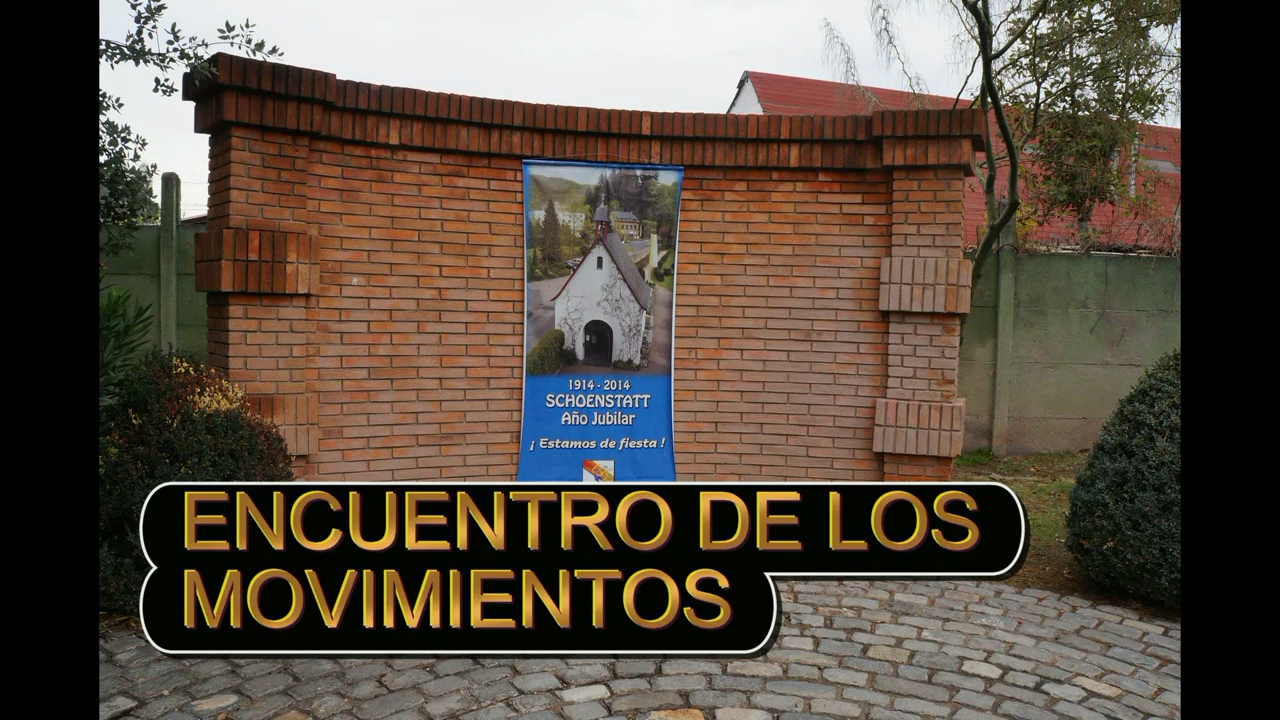 1914 - 2014
SCHOENSTATT
Año Jubilar
¡ Estamos de fiesta !
ENCUENTRO DE LOS
MOVIMIENTOS